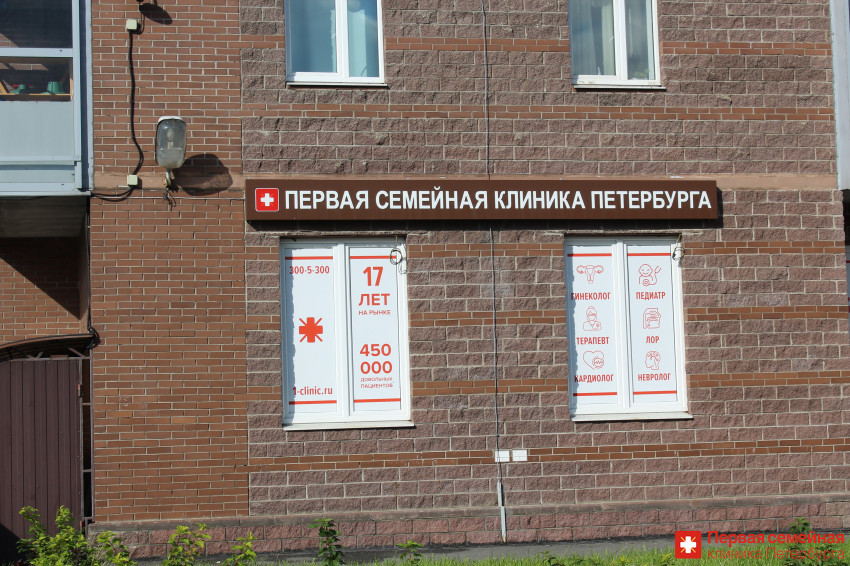 ПЕРВАЯ СЕМЕЙНАЯ КЛИНИКА ПЕТЕРБУРГА
300-5-300
17
ЛЕТ
НА РЫНКЕ
450
000
ДОВОЛЬНЫХ
ПАЦИЕНТОВ
1-clinic.ru
ГИНЕКОЛОГ
ПЕДИАТР
ТЕРАПЕВТ
ЛОР
КАРДИОЛОГ
НЕВРОЛОГ
Первая семейная
клиника Петербурга